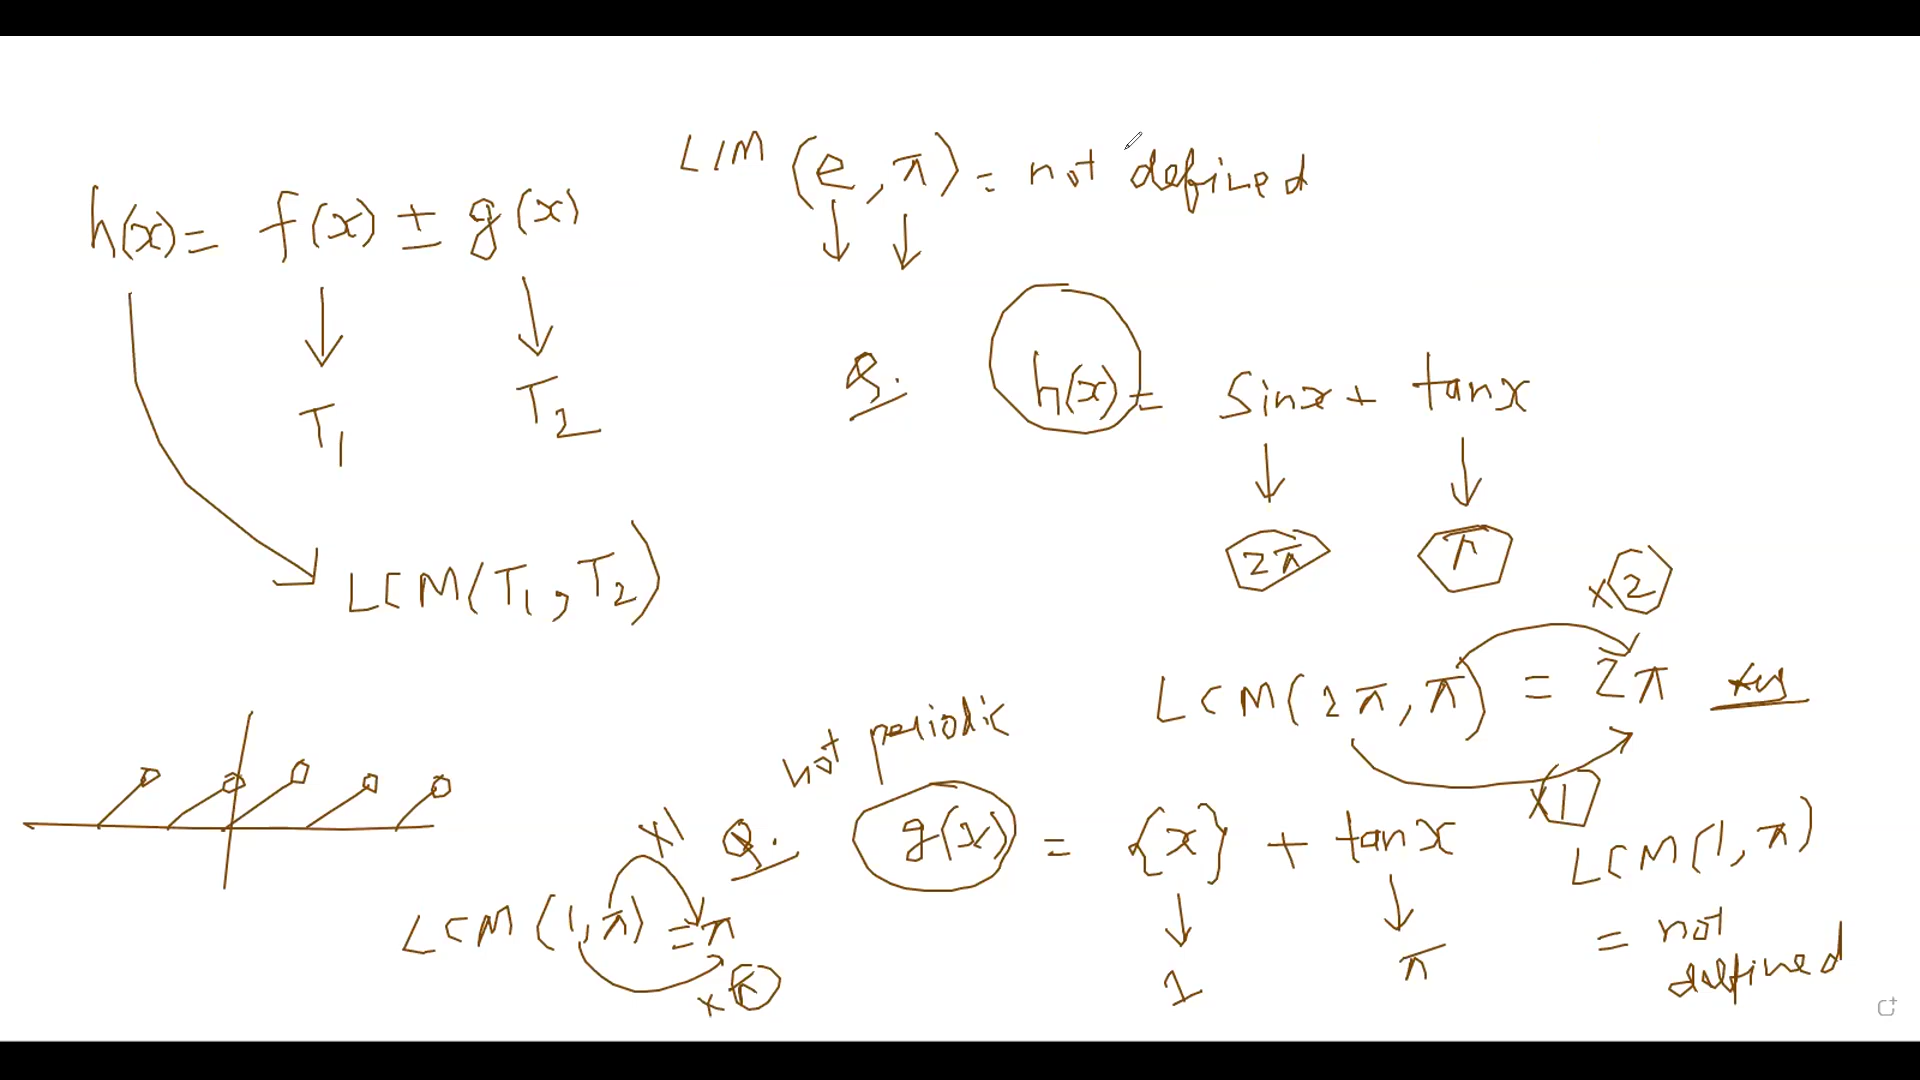 LCM (e, π) = not defined
h(x) = f(x) ± g(x)
T1 T2
LCM(T1, T2)
Q. h(x) = sinx + tanx
2π π
×2
LCM(2π, π) = 2π
×1
not periodic
Q. g(x) = {x} + tanx
1 π
LCM(1, π)
= not
defined
×1
LCM (1, π) = π
×π